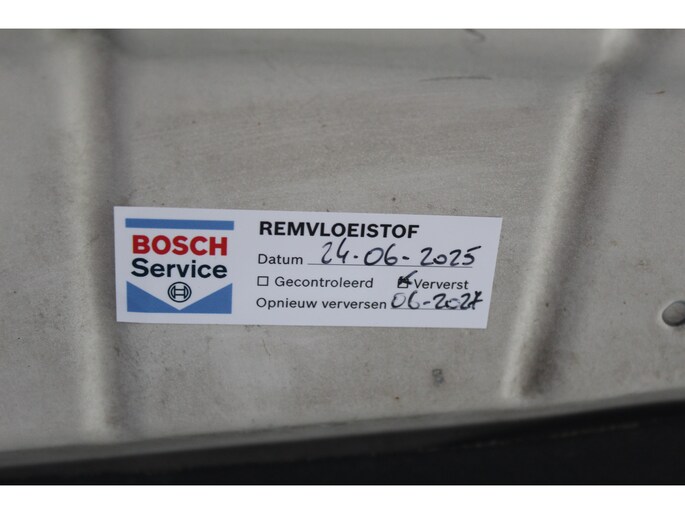 BOSCH
Service
REMVLOEISTOF
Datum 24-06-2025
☐ Gecontroleerd ☑ Ververst
Opnieuw verversen 06-2027